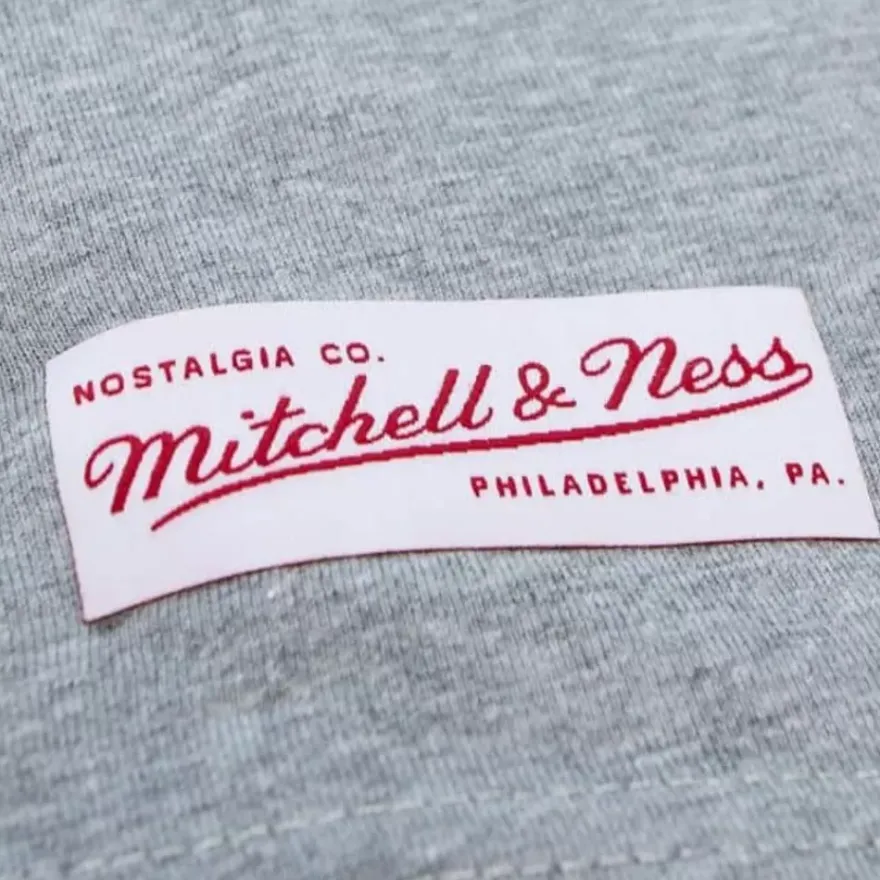 NOSTALGIA CO.
Mitchell & Ness
PHILADELPHIA, PA.